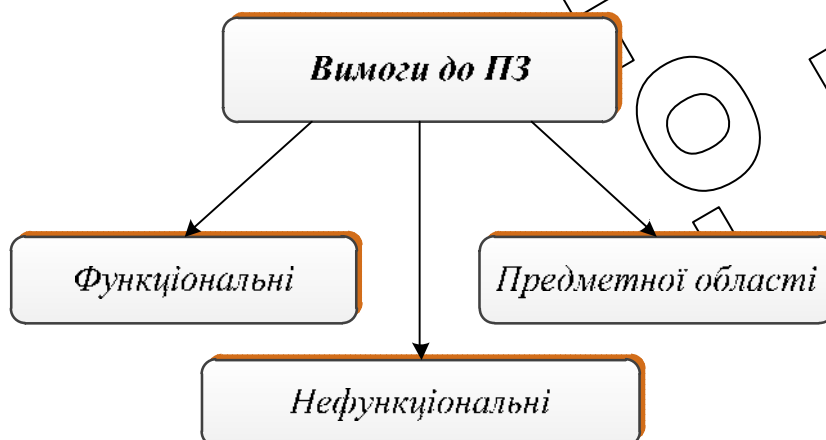 Вимоги до ПЗ
Функціональні
Предметної області
Нефункціональні